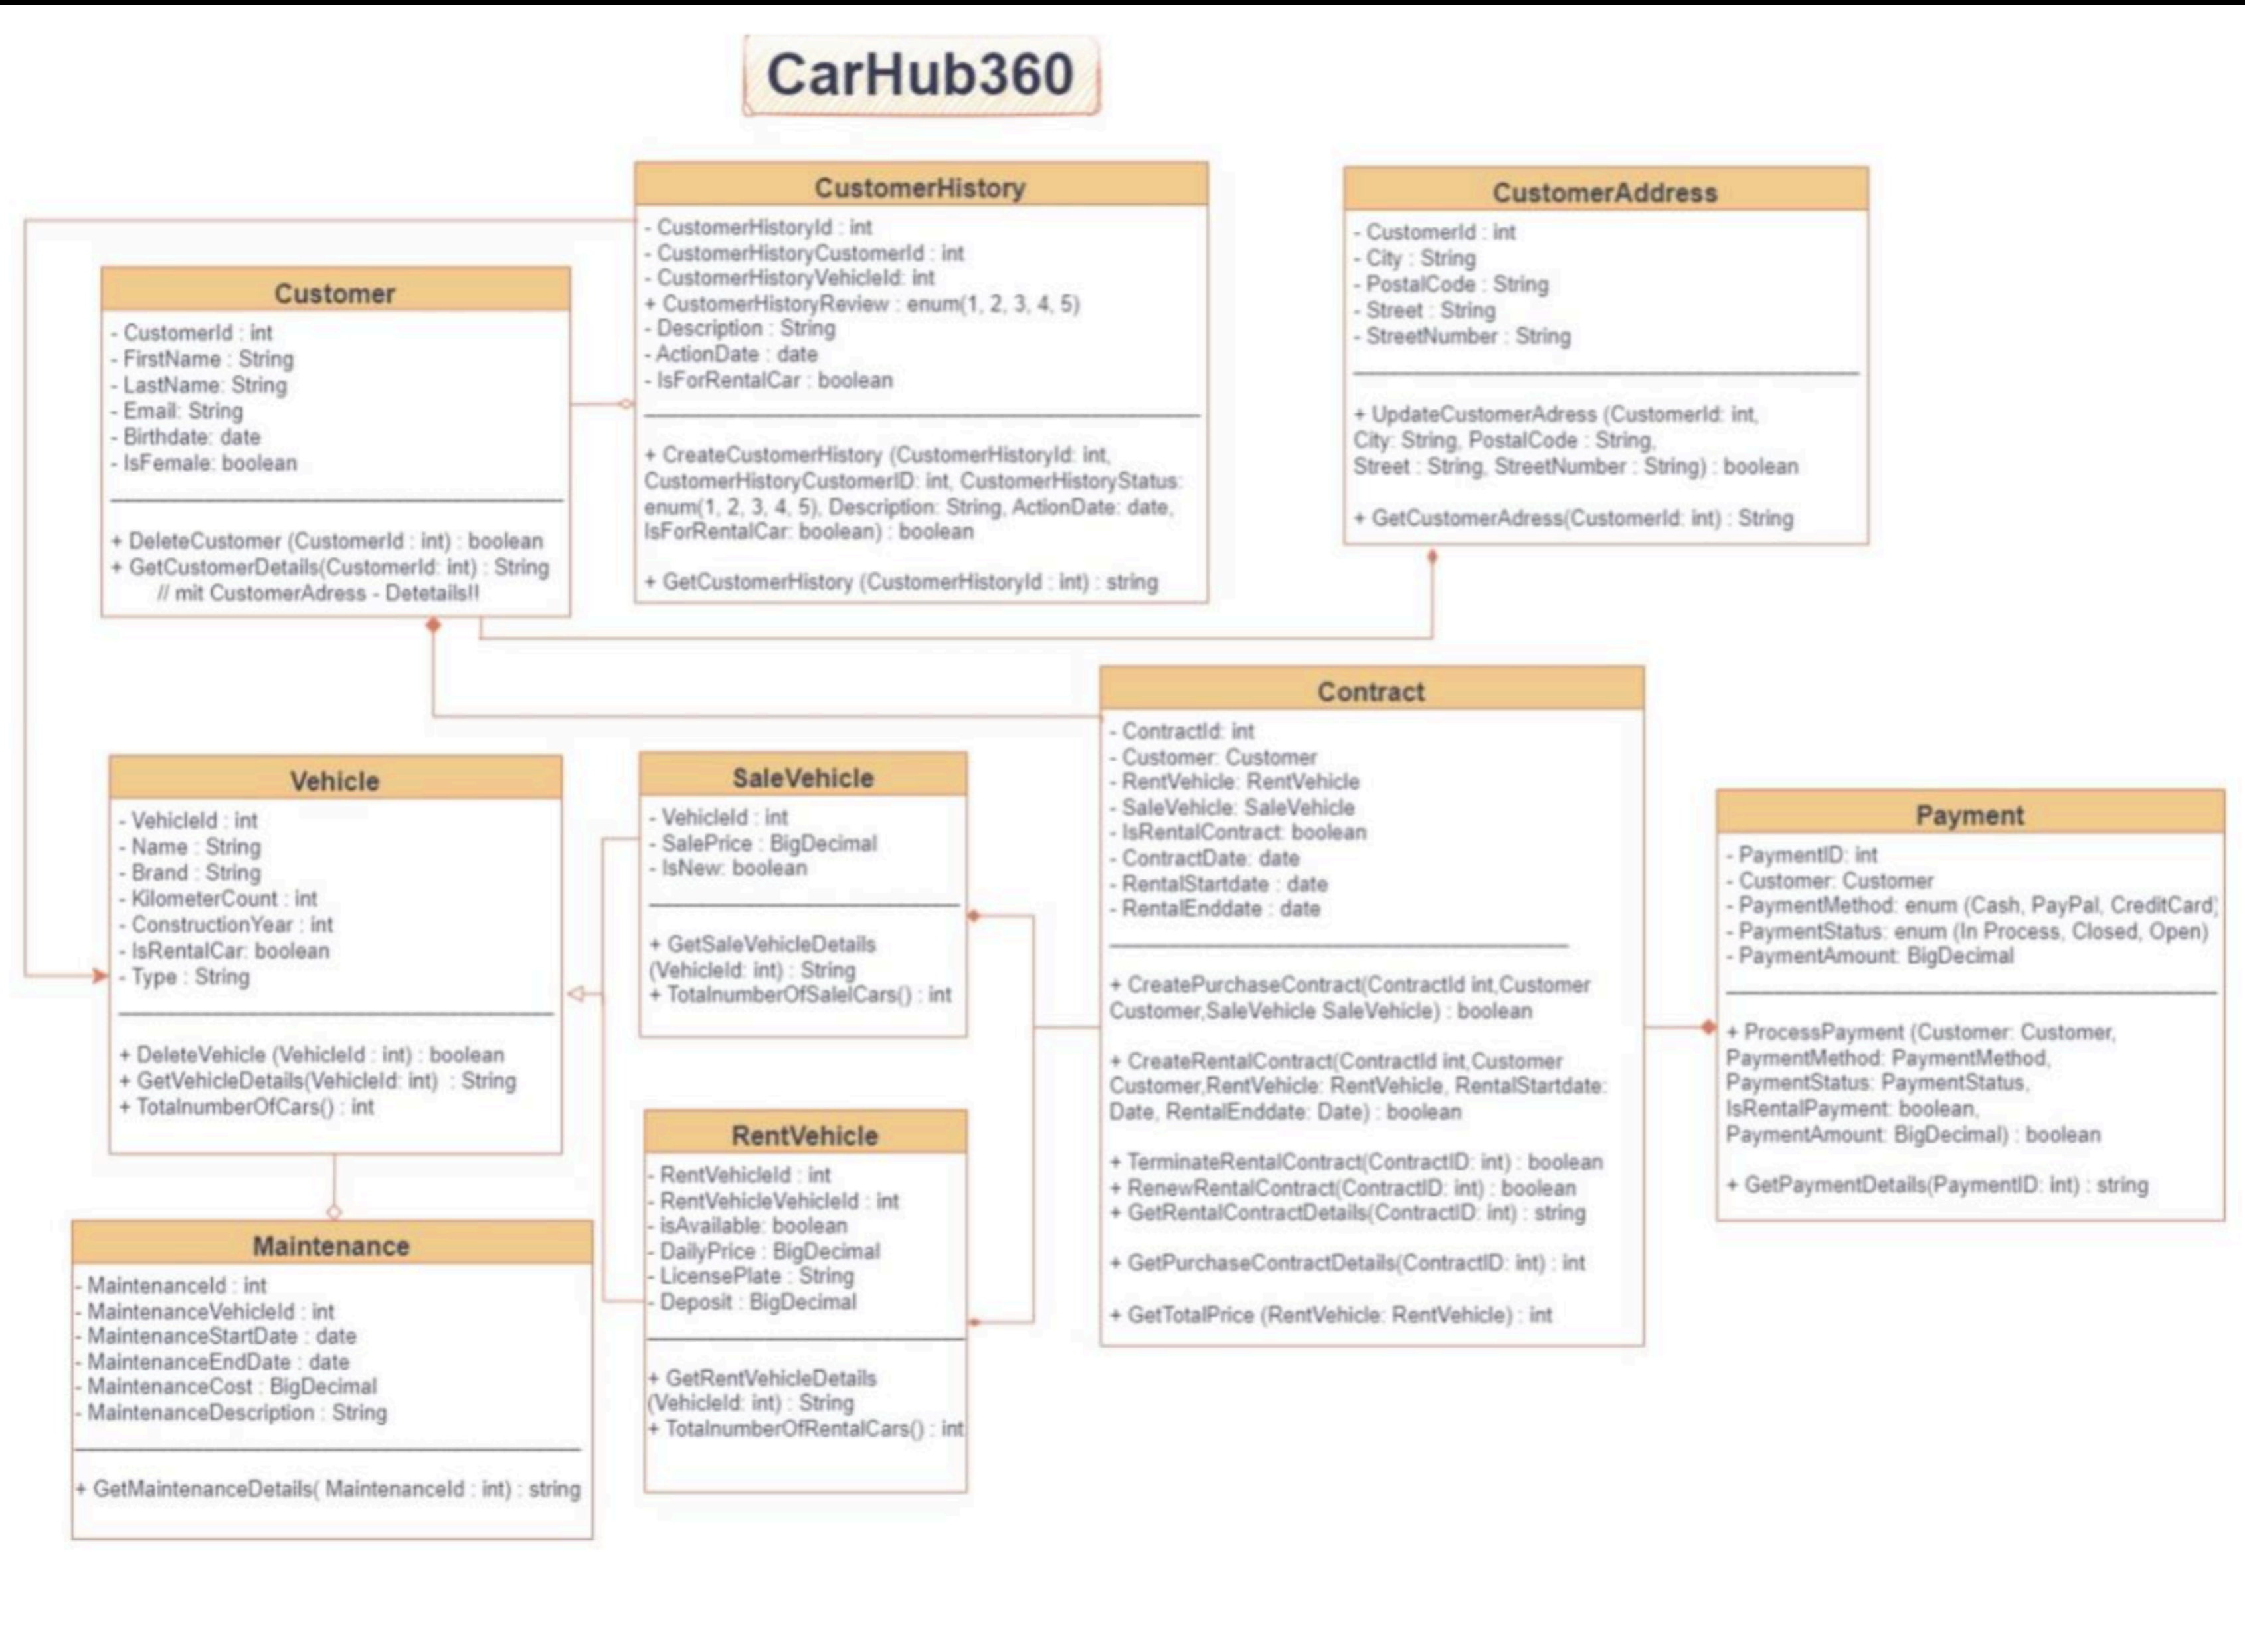 CarHub360
CustomerHistory
- CustomerHistoryId : int
- CustomerHistoryCustomerId : int
- CustomerHistoryVehicleId: int
+ CustomerHistoryReview : enum(1, 2, 3, 4, 5)
- Description : String
- ActionDate : date
- IsForRentalCar : boolean
+ CreateCustomerHistory (CustomerHistoryId: int,
CustomerHistoryCustomerID: int, CustomerHistoryStatus:
enum(1, 2, 3, 4, 5), Description: String, ActionDate: date,
IsForRentalCar: boolean) : boolean
+ GetCustomerHistory (CustomerHistoryId : int) : string
CustomerAddress
- CustomerId : int
- City : String
- PostalCode : String
- Street : String
- StreetNumber : String
+ UpdateCustomerAdress (CustomerId: int,
City: String, PostalCode : String,
Street : String, StreetNumber : String) : boolean
+ GetCustomerAdress(CustomerId: int) : String
Customer
- CustomerId : int
- FirstName : String
- LastName: String
- Email: String
- Birthdate: date
- IsFemale: boolean
+ DeleteCustomer (CustomerId : int) : boolean
+ GetCustomerDetails(CustomerId: int) : String
// mit CustomerAdress - Detetails!!
Contract
- ContractId: int
- Customer: Customer
- RentVehicle: RentVehicle
- SaleVehicle: SaleVehicle
- IsRentalContract: boolean
- ContractDate: date
- RentalStartdate : date
- RentalEnddate : date
+ CreatePurchaseContract(ContractId int,Customer
Customer,SaleVehicle SaleVehicle) : boolean
+ CreateRentalContract(ContractId int,Customer
Customer,RentVehicle: RentVehicle, RentalStartdate:
Date, RentalEnddate: Date) : boolean
+ TerminateRentalContract(ContractID: int) : boolean
+ RenewRentalContract(ContractID: int) : boolean
+ GetRentalContractDetails(ContractID: int) : string
+ GetPurchaseContractDetails(ContractID: int) : int
+ GetTotalPrice (RentVehicle: RentVehicle) : int
Vehicle
- VehicleId : int
- Name : String
- Brand : String
- KilometerCount : int
- ConstructionYear : int
- IsRentalCar: boolean
- Type : String
+ DeleteVehicle (VehicleId : int) : boolean
+ GetVehicleDetails(VehicleId: int) : String
+ TotalnumberOfCars() : int
SaleVehicle
- VehicleId : int
- SalePrice : BigDecimal
- IsNew: boolean
+ GetSaleVehicleDetails
(VehicleId: int) : String
+ TotalnumberOfSalelCars() : int
Payment
- PaymentID: int
- Customer: Customer
- PaymentMethod: enum (Cash, PayPal, CreditCard)
- PaymentStatus: enum (In Process, Closed, Open)
- PaymentAmount: BigDecimal
+ ProcessPayment (Customer: Customer,
PaymentMethod: PaymentMethod,
PaymentStatus: PaymentStatus,
IsRentalPayment: boolean,
PaymentAmount: BigDecimal) : boolean
+ GetPaymentDetails(PaymentID: int) : string
RentVehicle
- RentVehicleId : int
- RentVehicleVehicleId : int
- isAvailable: boolean
- DailyPrice : BigDecimal
- LicensePlate : String
- Deposit : BigDecimal
+ GetRentVehicleDetails
(VehicleId: int) : String
+ TotalnumberOfRentalCars() : int
Maintenance
- MaintenanceId : int
- MaintenanceVehicleId : int
- MaintenanceStartDate : date
- MaintenanceEndDate : date
- MaintenanceCost : BigDecimal
- MaintenanceDescription : String
+ GetMaintenanceDetails( MaintenanceId : int) : string